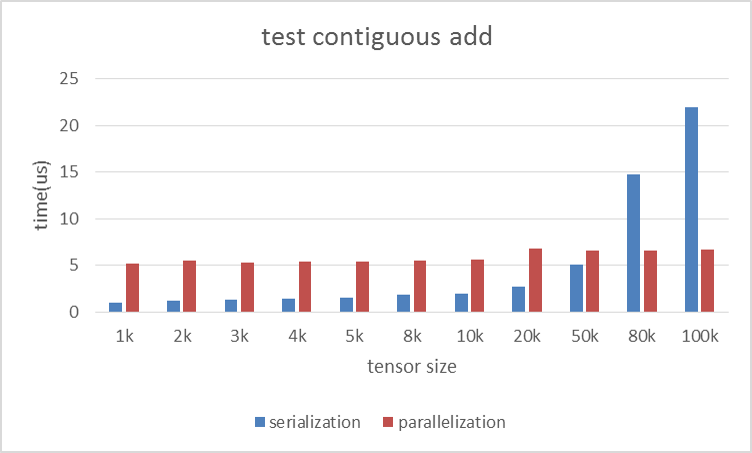 test contiguous add
time(us)
25
20
15
10
5
0
1k 2k 3k 4k 5k 8k 10k 20k 50k 80k 100k
tensor size
serialization parallelization